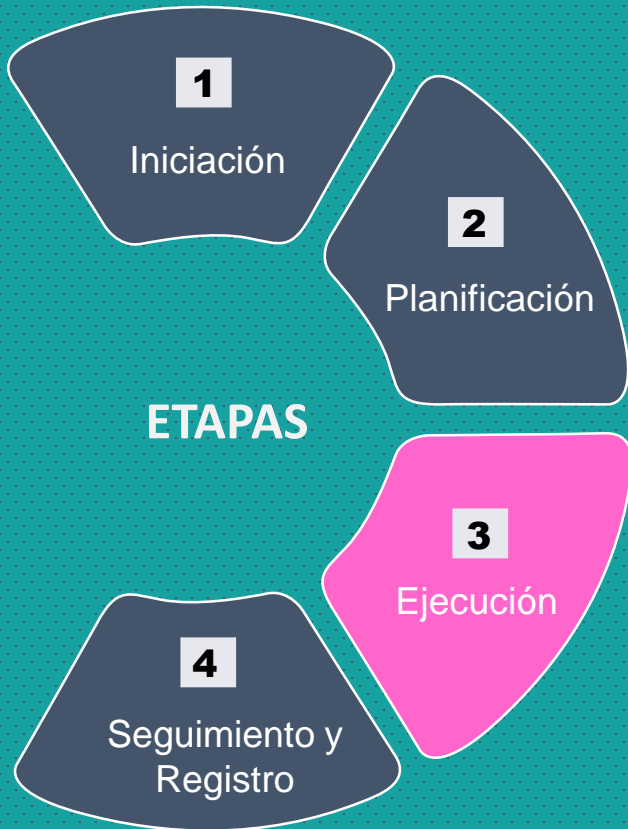 1
Iniciación
2
Planificación
ETAPAS
3
Ejecución
4
Seguimiento y
Registro